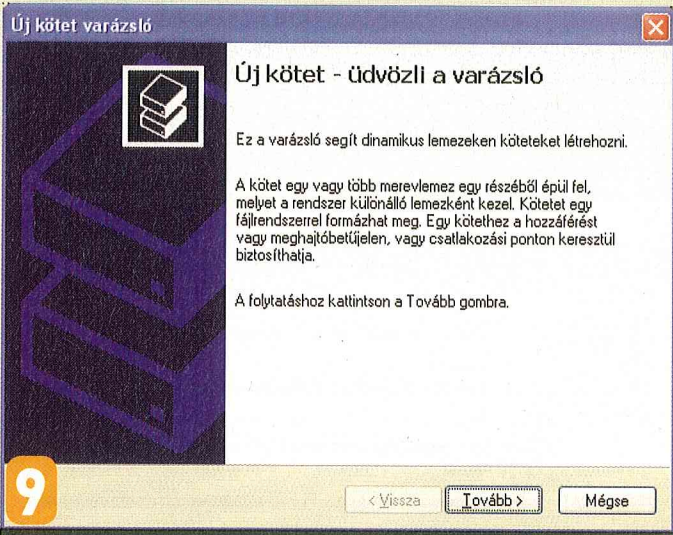 Új kötet varázsló
Új kötet - üdvözli a varázsló
Ez a varázsló segít dinamikus lemezeken köteteket létrehozni.
A kötet egy vagy több merevlemez egy részéből épül fel,
melyet a rendszer különálló lemezként kezel. Kötetet egy
fájlrendszerrel formázhat meg. Egy kötethez a hozzáférést
vagy meghajtóbetűjelen, vagy csatlakozási ponton keresztül
biztosíthatja.
A folytatáshoz kattintson a Tovább gombra.
9
< Vissza
Tovább >
Mégse